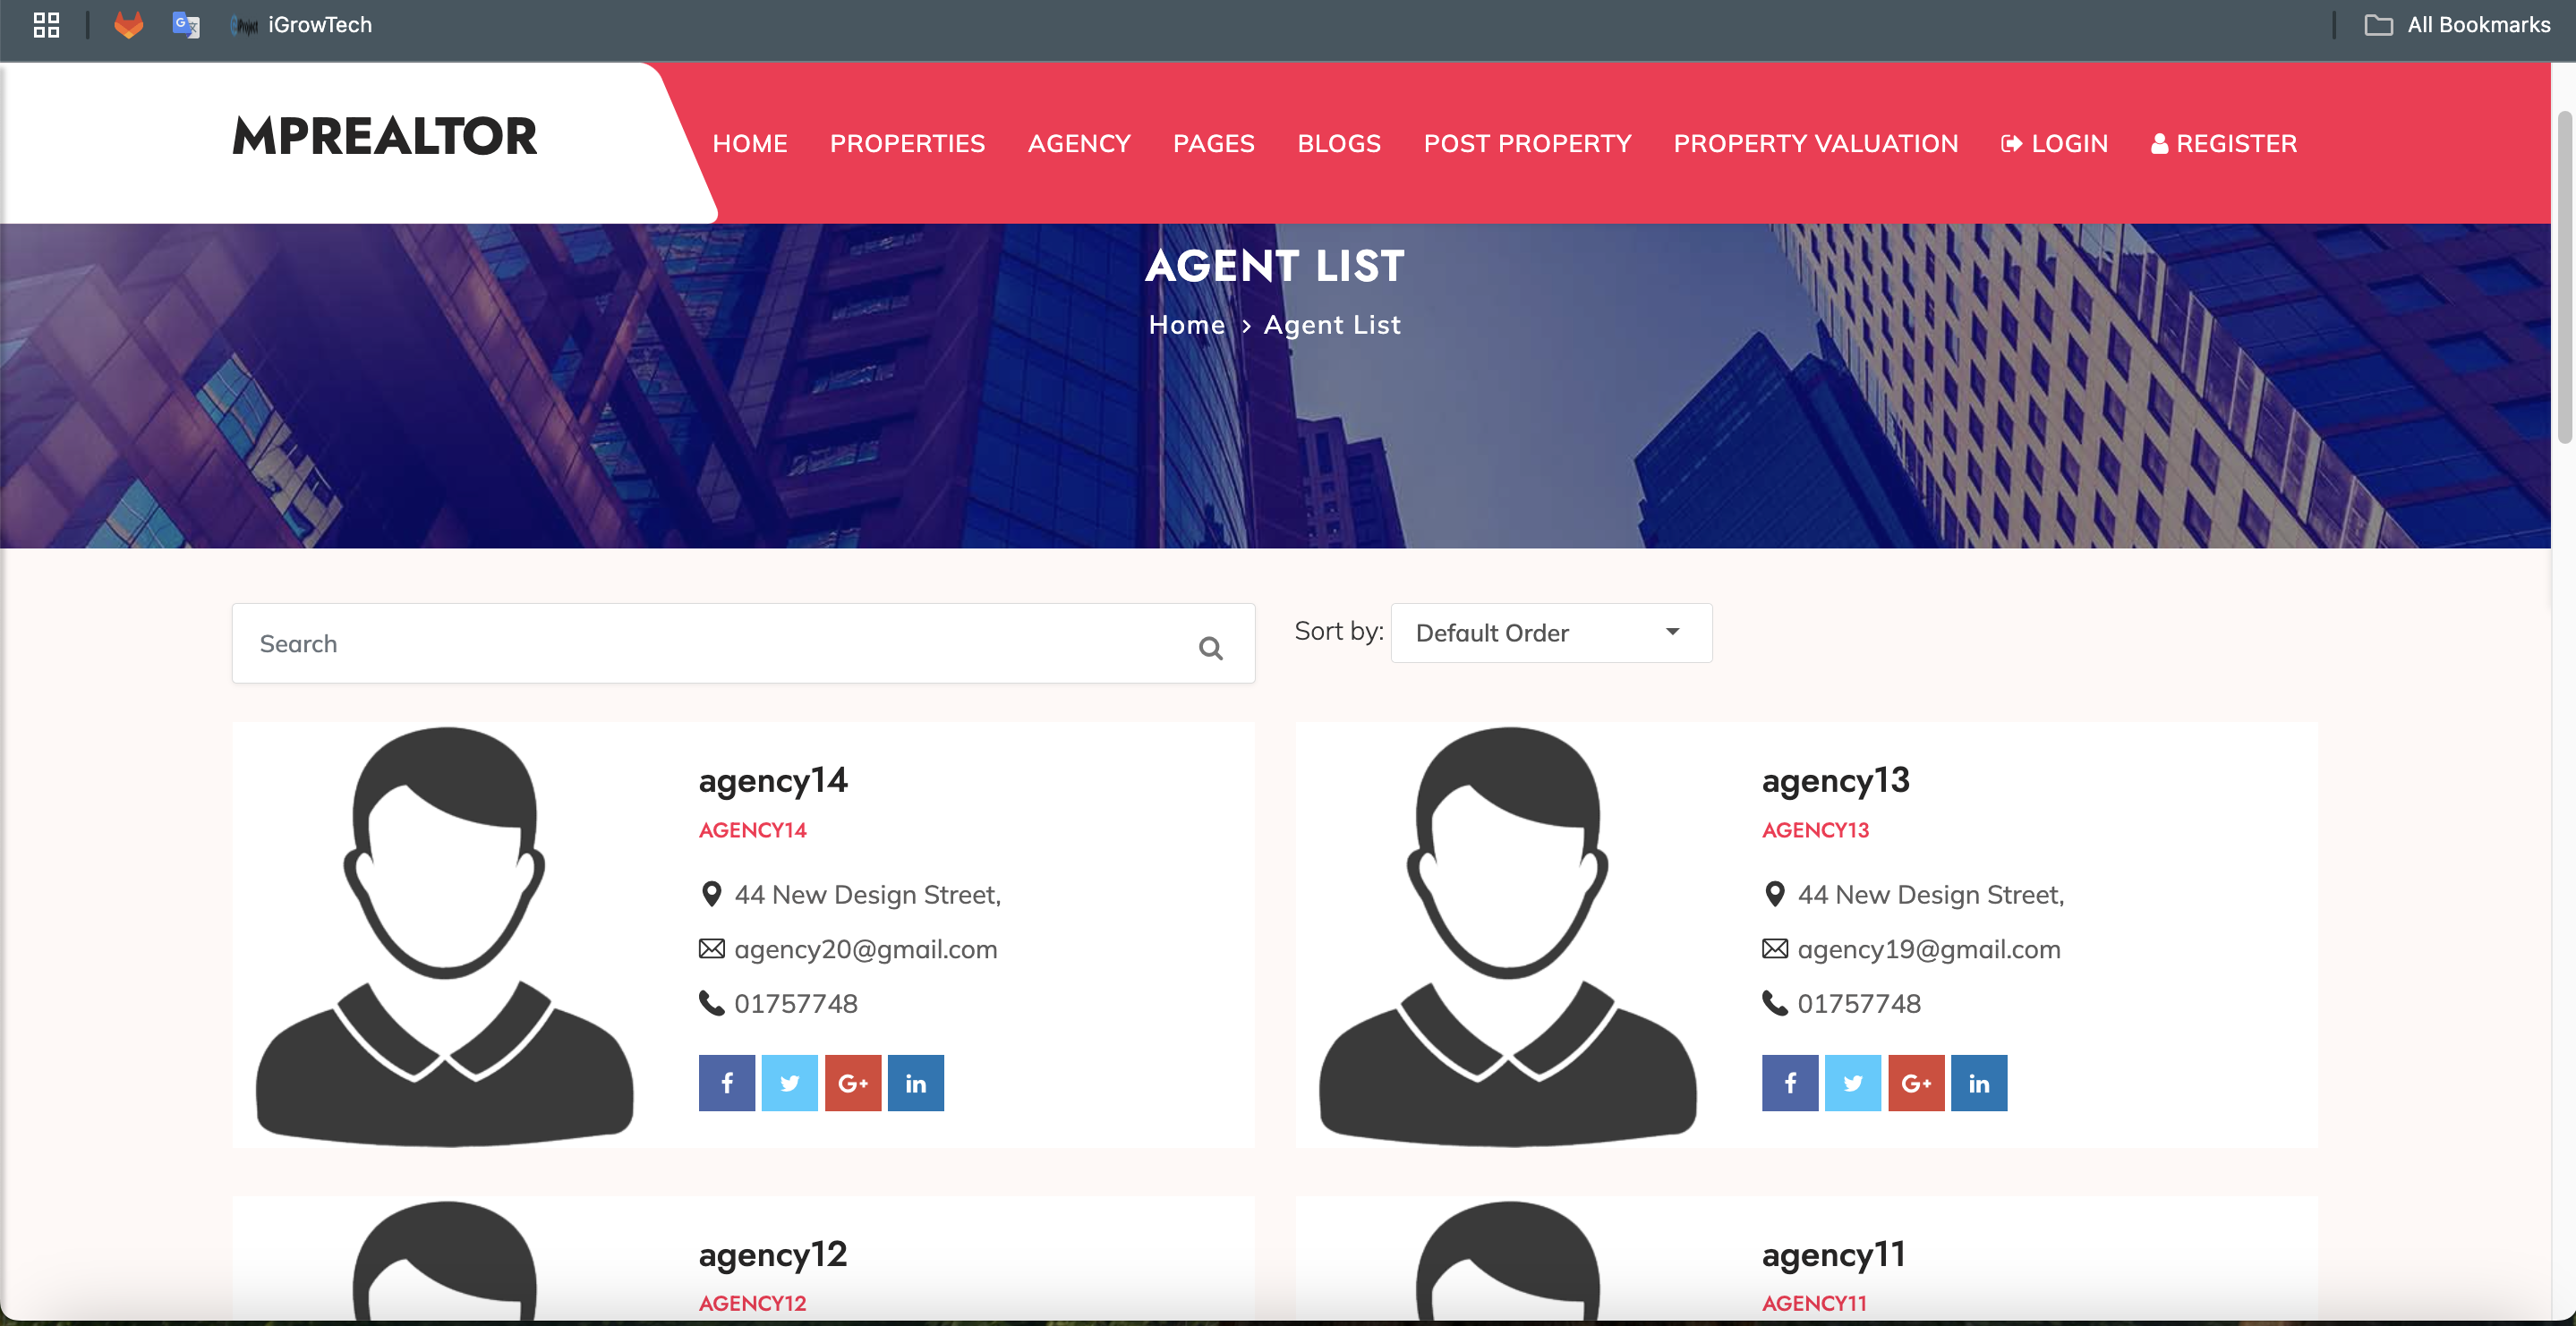 iGrowTech
All Bookmarks
MPREALTOR
HOME PROPERTIES AGENCY PAGES BLOGS POST PROPERTY PROPERTY VALUATION LOGIN REGISTER
AGENT LIST
Home > Agent List
Search
Sort by: Default Order
agency14
AGENCY14
44 New Design Street,
agency20@gmail.com
01757748
f G+ in
agency13
AGENCY13
44 New Design Street,
agency19@gmail.com
01757748
f G+ in
agency12
AGENCY12
agency11
AGENCY11